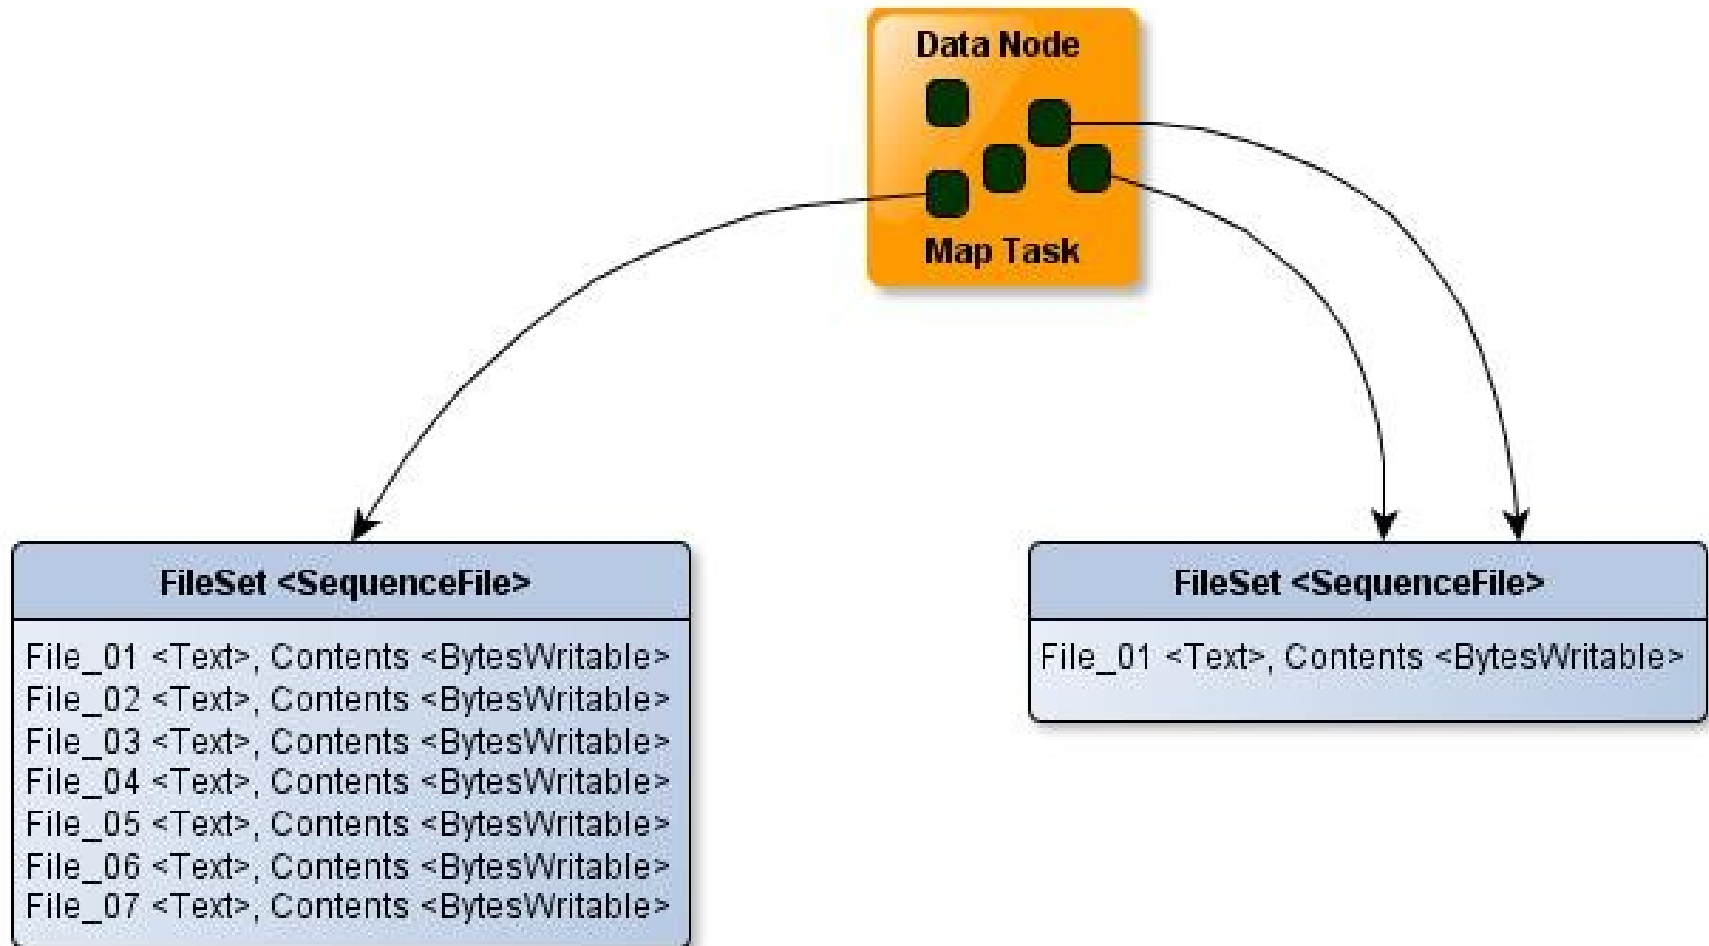 Data Node
Map Task
FileSet <SequenceFile>
File_01 <Text>, Contents <BytesWritable>
File_02 <Text>, Contents <BytesWritable>
File_03 <Text>, Contents <BytesWritable>
File_04 <Text>, Contents <BytesWritable>
File_05 <Text>, Contents <BytesWritable>
File_06 <Text>, Contents <BytesWritable>
File_07 <Text>, Contents <BytesWritable>
FileSet <SequenceFile>
File_01 <Text>, Contents <BytesWritable>